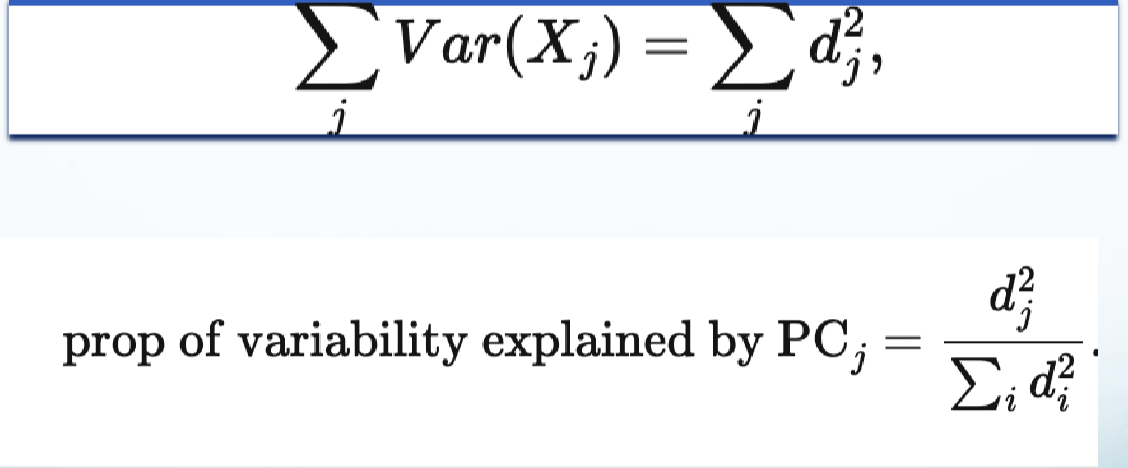 ∑_j Var(X_j) = ∑_j d_j^2,
prop of variability explained by PC_j = d_j^2 / ∑_i d_i^2 .